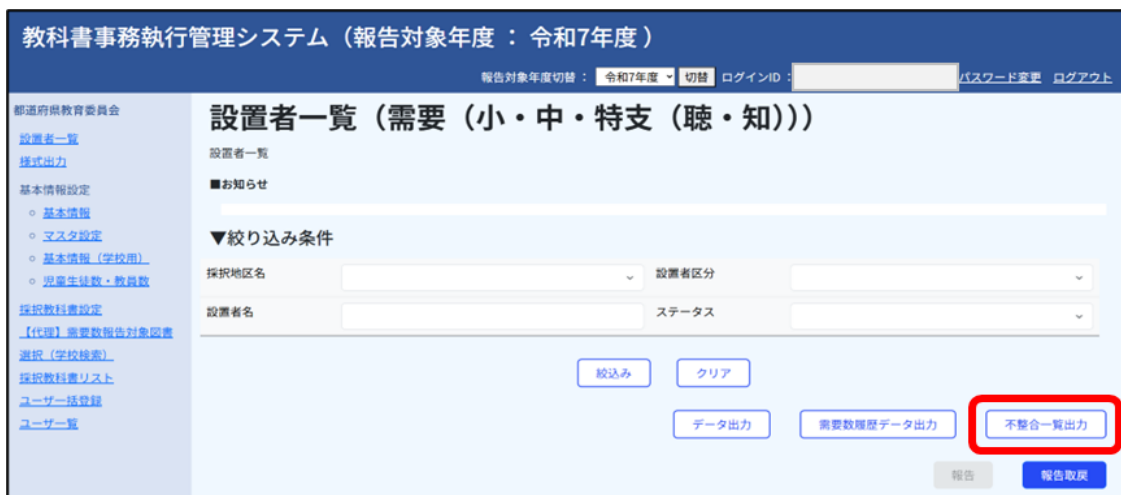 教科書事務執行管理システム（報告対象年度 ： 令和7年度 ）
報告対象年度切替 ： 令和7年度 切替 ログインID ： パスワード変更 ログアウト
都道府県教育委員会
設置者一覧
様式出力
基本情報設定
基本情報
マスタ設定
基本情報（学校用）
児童生徒数・教員数
採択教科書設定
【代理】需要数報告対象図書
選択（学校検索）
採択教科書リスト
ユーザ一括登録
ユーザ一覧
設置者一覧（需要（小・中・特支（聴・知）））
設置者一覧
■お知らせ
▼絞り込み条件
採択地区名 設置者区分
設置者名 ステータス
絞込み クリア
データ出力 需要数履歴データ出力 不整合一覧出力
報告 報告取戻